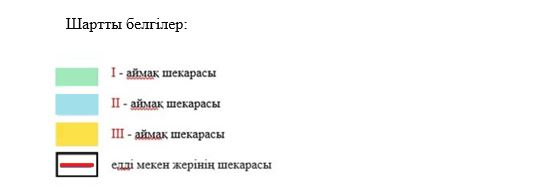 Шартты белгілер:
I - аймақ шекарасы
II - аймақ шекарасы
III - аймақ шекарасы
елді мекен жерінің шекарасы